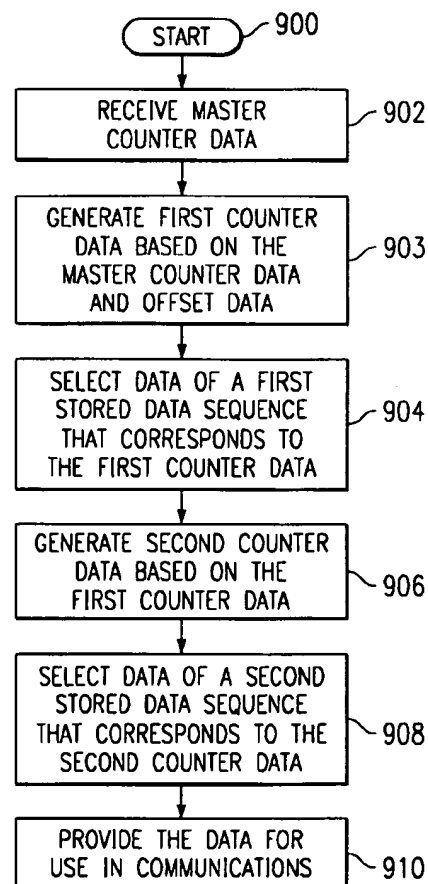 START
900
RECEIVE MASTER
COUNTER DATA
902
GENERATE FIRST COUNTER
DATA BASED ON THE
MASTER COUNTER DATA
AND OFFSET DATA
903
SELECT DATA OF A FIRST
STORED DATA SEQUENCE
THAT CORRESPONDS TO
THE FIRST COUNTER DATA
904
GENERATE SECOND COUNTER
DATA BASED ON THE
FIRST COUNTER DATA
906
SELECT DATA OF A SECOND
STORED DATA SEQUENCE
THAT CORRESPONDS TO THE
SECOND COUNTER DATA
908
PROVIDE THE DATA FOR
USE IN COMMUNICATIONS
910